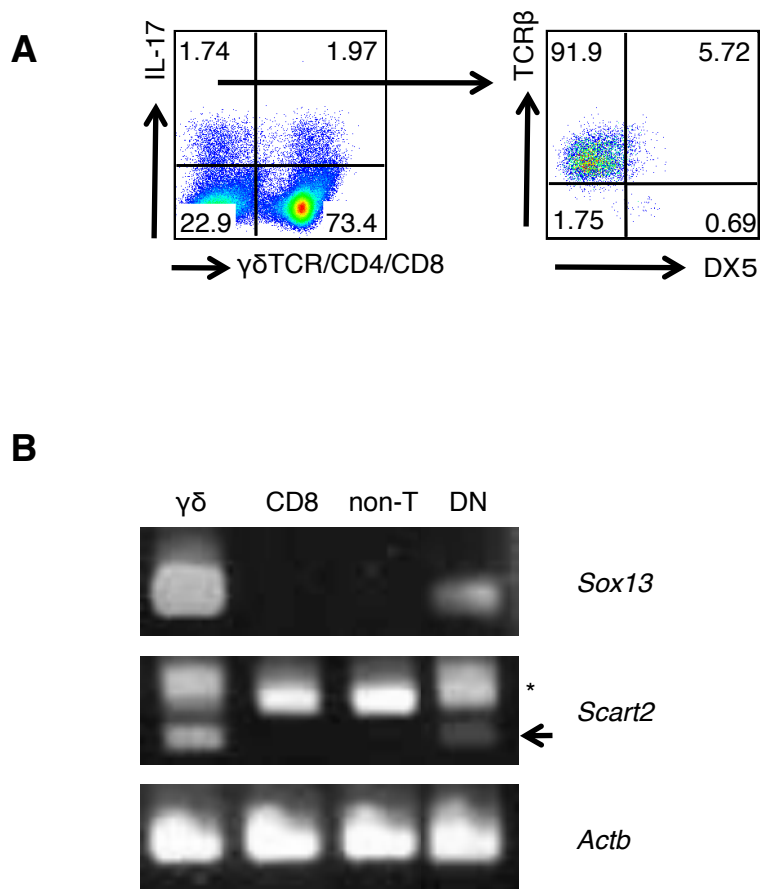 A
IL-17
1.74 1.97
22.9 73.4
γδTCR/CD4/CD8
TCRβ
91.9 5.72
1.75 0.69
DX5
B
γδ CD8 non-T DN
Sox13
*
Scart2
Actb